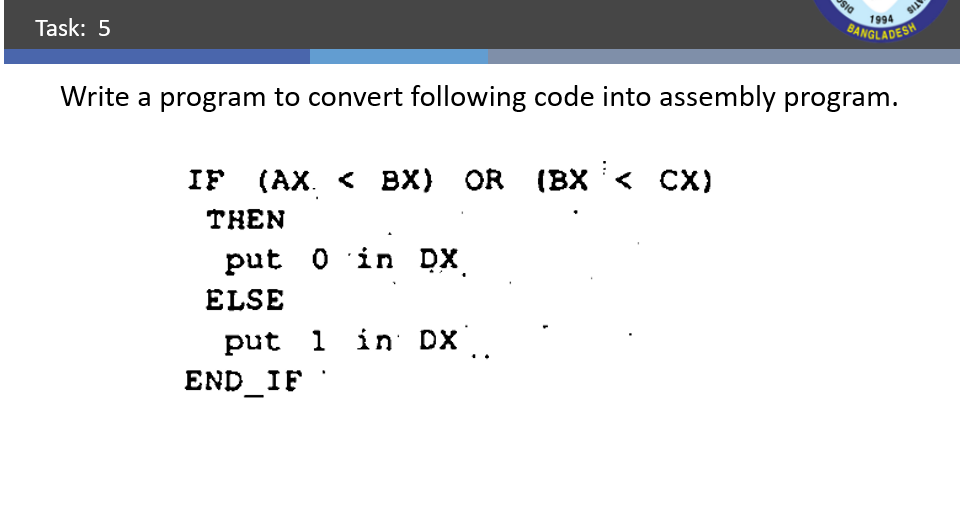 Task: 5
1994
BANGLADESH
Write a program to convert following code into assembly program.
IF (AX < BX) OR (BX < CX)
THEN
put 0 in DX
ELSE
put 1 in DX
END_IF